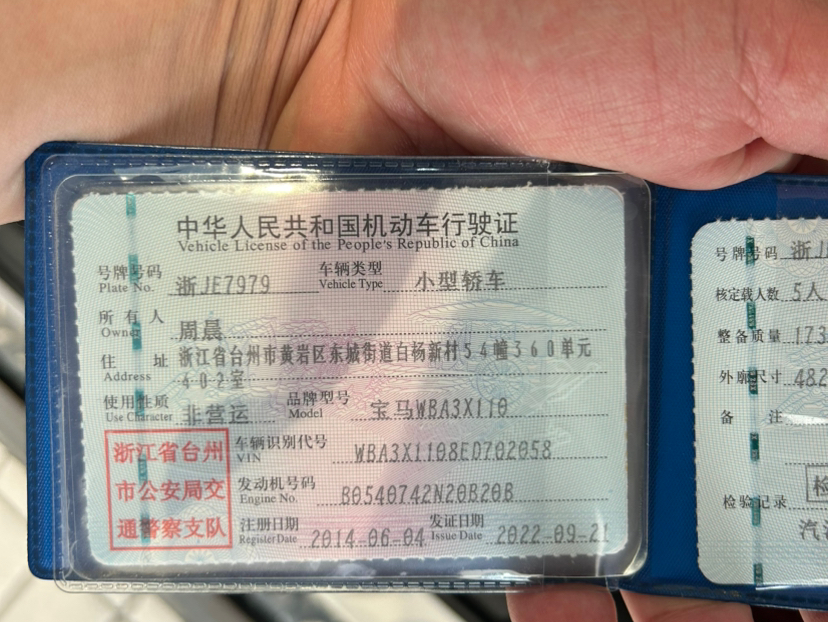 中华人民共和国机动车行驶证
Vehicle License of the People's Republic of China
号牌号码 浙JE7979 车辆类型 小型轿车
Plate No. Vehicle Type
所有人 周晨
Owner
住址 浙江省台州市黄岩区东城街道白杨新村54幢360单元
Address 402室
使用性质 非营运 品牌型号 宝马WBA3X110
Use Character Model
浙江省台州
市公安局交
通警察支队
车辆识别代号 WBA3X1108ED702058
VIN
发动机号码 B0540742N20B20B
Engine No.
注册日期 2014-06-04 发证日期 2022-09-21
Register Date Issue Date
号牌号码 浙J
核定载人数 5人
整备质量 173
外廓尺寸 482
备注
检验记录
汽